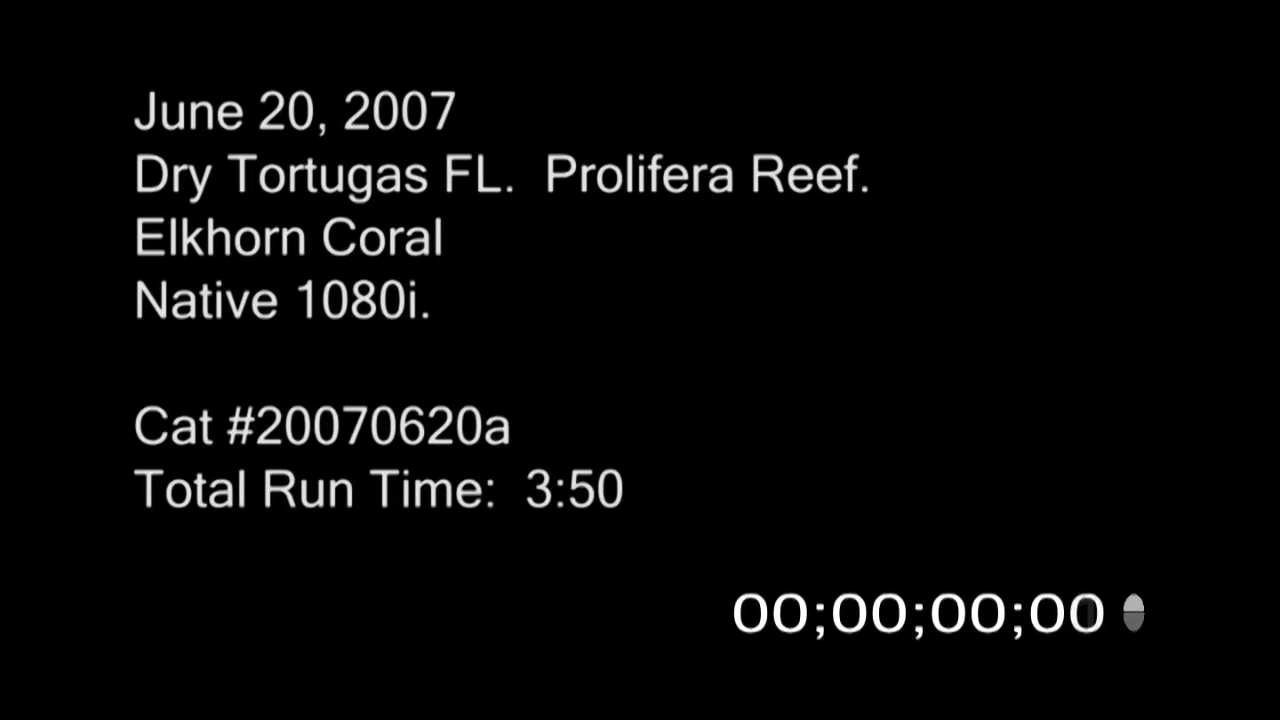 June 20, 2007
Dry Tortugas FL.  Prolifera Reef.
Elkhorn Coral
Native 1080i.
Cat #20070620a
Total Run Time:  3:50
00;00;00;00